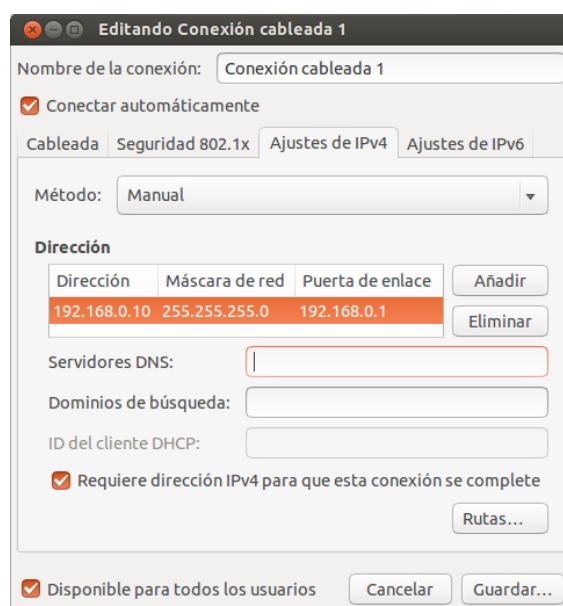 Editando Conexión cableada 1
Nombre de la conexión: Conexión cableada 1
Conectar automáticamente
Cableada Seguridad 802.1x Ajustes de IPv4 Ajustes de IPv6
Método: Manual
Dirección
Dirección Máscara de red Puerta de enlace Añadir
192.168.0.10 255.255.255.0 192.168.0.1
Eliminar
Servidores DNS:
Dominios de búsqueda:
ID del cliente DHCP:
Requiere dirección IPv4 para que esta conexión se complete
Rutas...
Disponible para todos los usuarios Cancelar Guardar...